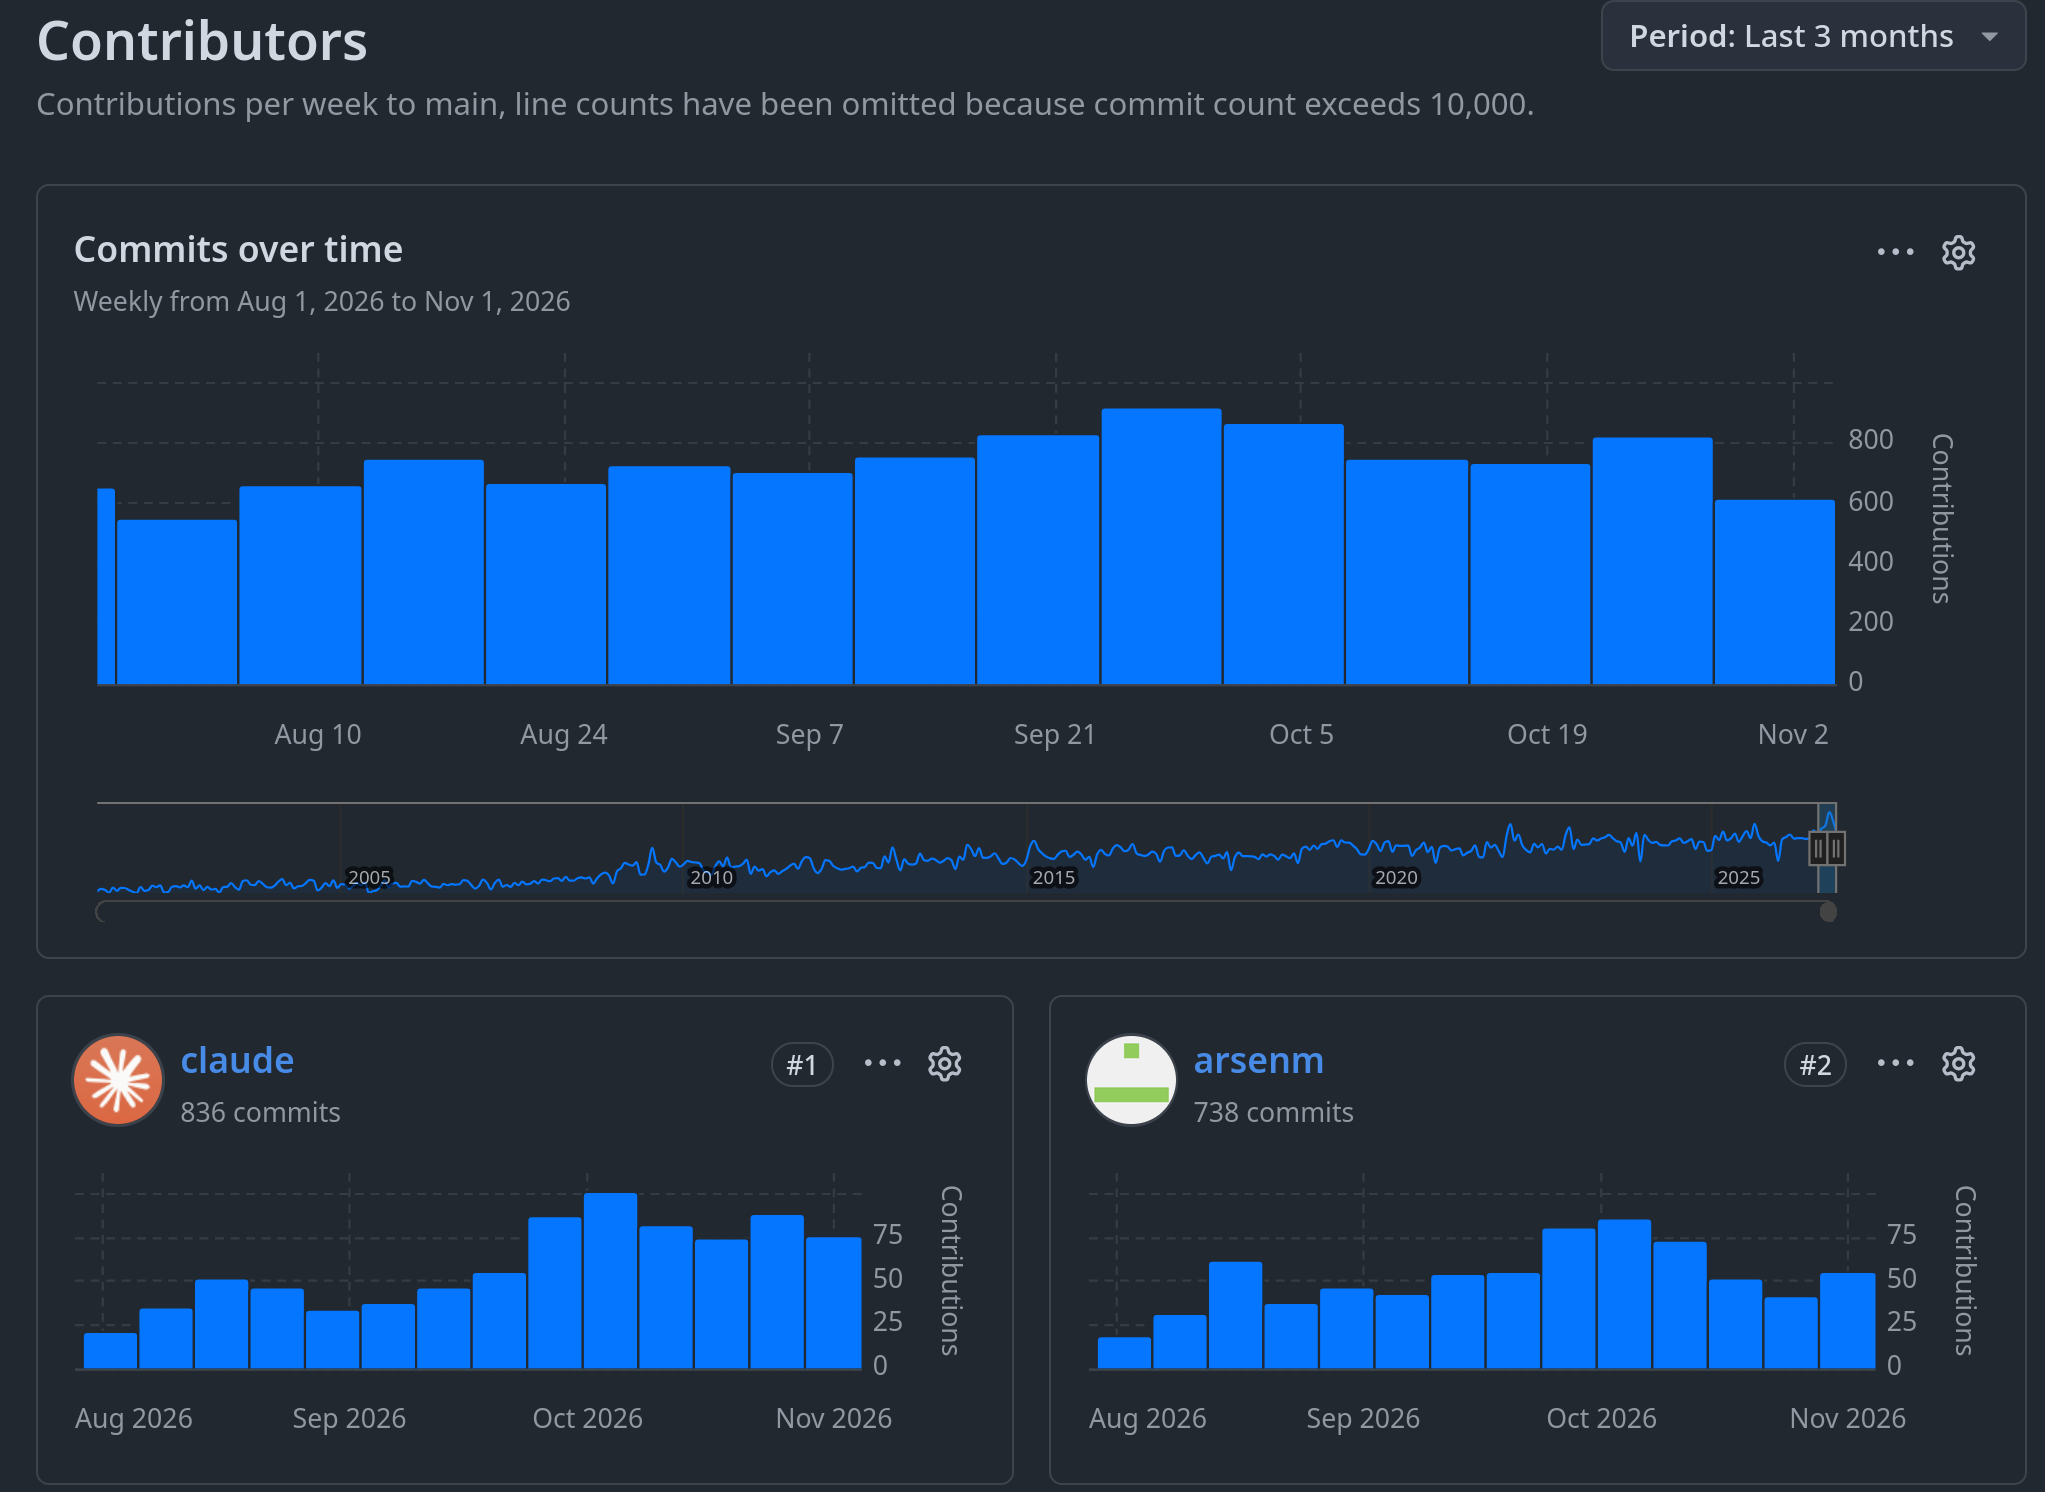 Contributors
Period: Last 3 months
Contributions per week to main, line counts have been omitted because commit count exceeds 10,000.
Commits over time
Weekly from Aug 1, 2026 to Nov 1, 2026
800
600
400
200
0
Contributions
Aug 10
Aug 24
Sep 7
Sep 21
Oct 5
Oct 19
Nov 2
2005
2010
2015
2020
2025
claude
#1
836 commits
75
50
25
0
Contributions
Aug 2026
Sep 2026
Oct 2026
Nov 2026
arsenm
#2
738 commits
75
50
25
0
Contributions
Aug 2026
Sep 2026
Oct 2026
Nov 2026